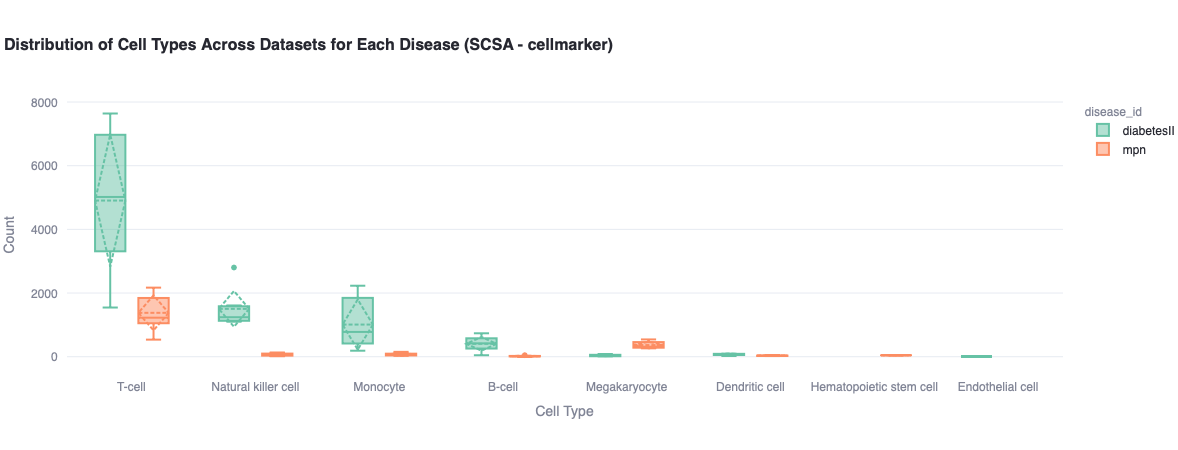 Distribution of Cell Types Across Datasets for Each Disease (SCSA - cellmarker)
8000
6000
4000
2000
0
Count
T-cell
Natural killer cell
Monocyte
B-cell
Megakaryocyte
Dendritic cell
Hematopoietic stem cell
Endothelial cell
Cell Type
disease_id
diabetesII
mpn